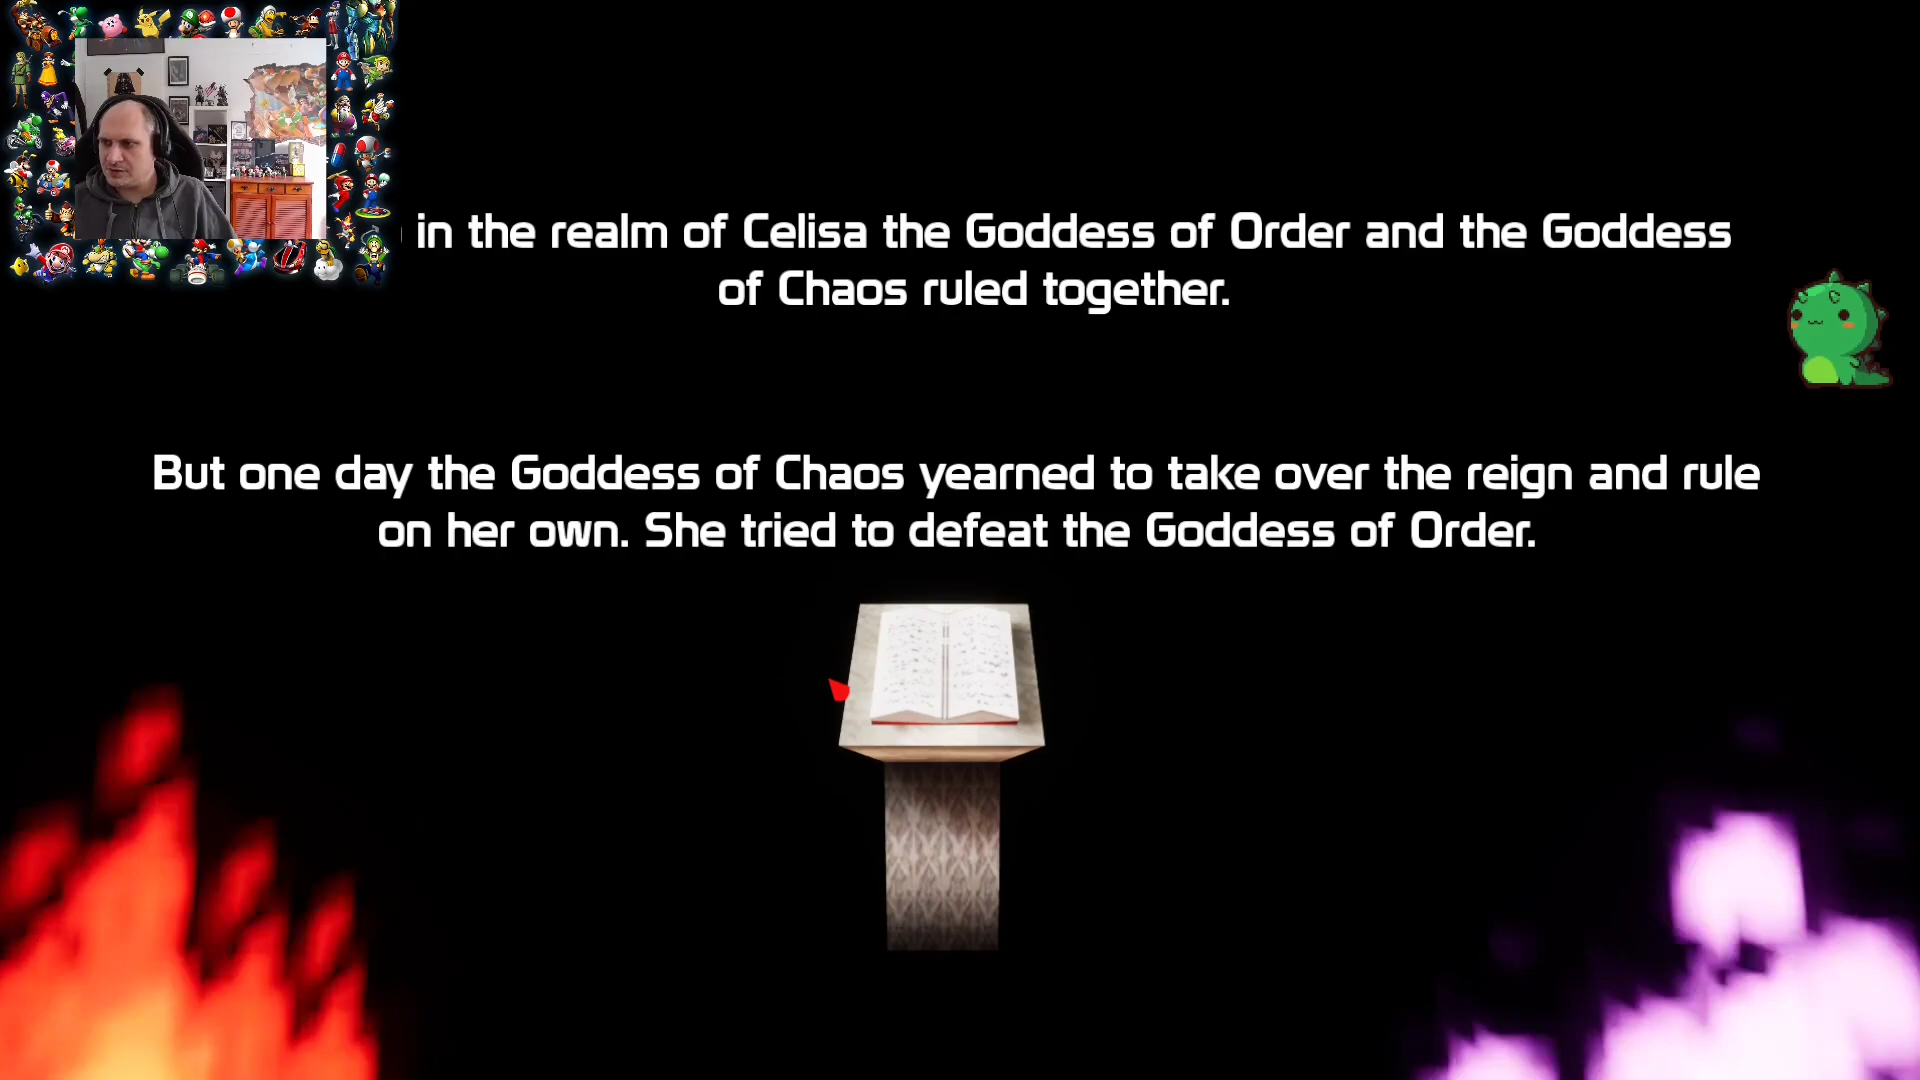 in the realm of Celisa the Goddess of Order and the Goddess
of Chaos ruled together.
But one day the Goddess of Chaos yearned to take over the reign and rule
on her own. She tried to defeat the Goddess of Order.